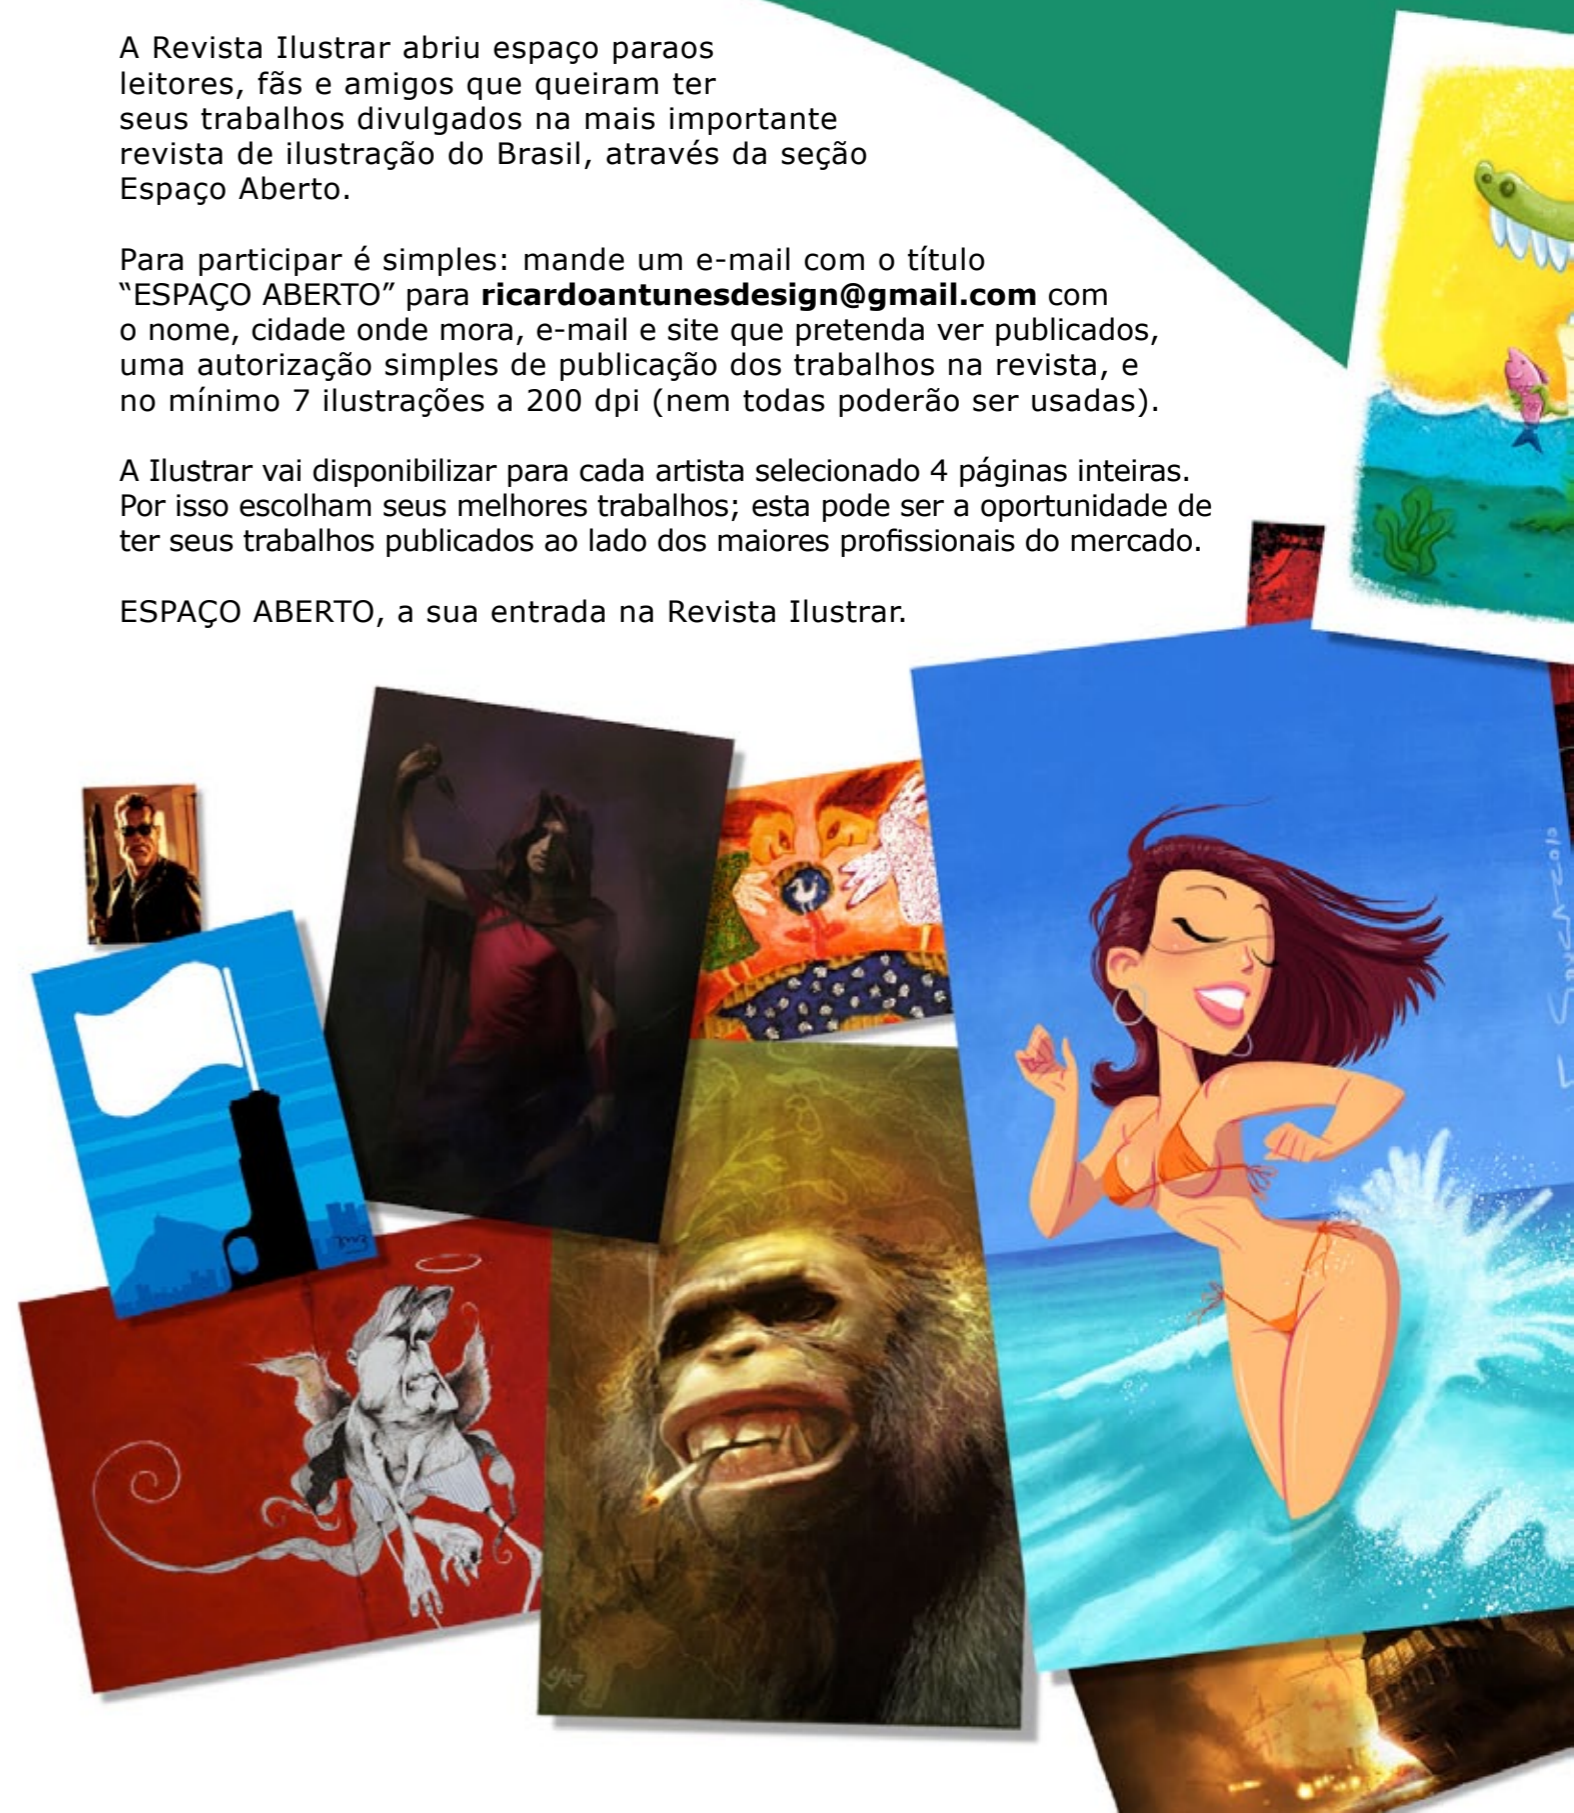 A Revista Ilustrar abriu espaço paraos
leitores, fãs e amigos que queiram ter
seus trabalhos divulgados na mais importante
revista de ilustração do Brasil, através da seção
Espaço Aberto.
Para participar é simples: mande um e-mail com o título
“ESPAÇO ABERTO” para ricardoantunesdesign@gmail.com com
o nome, cidade onde mora, e-mail e site que pretenda ver publicados,
uma autorização simples de publicação dos trabalhos na revista, e
no mínimo 7 ilustrações a 200 dpi (nem todas poderão ser usadas).
A Ilustrar vai disponibilizar para cada artista selecionado 4 páginas inteiras.
Por isso escolham seus melhores trabalhos; esta pode ser a oportunidade de
ter seus trabalhos publicados ao lado dos maiores profissionais do mercado.
ESPAÇO ABERTO, a sua entrada na Revista Ilustrar.
2010